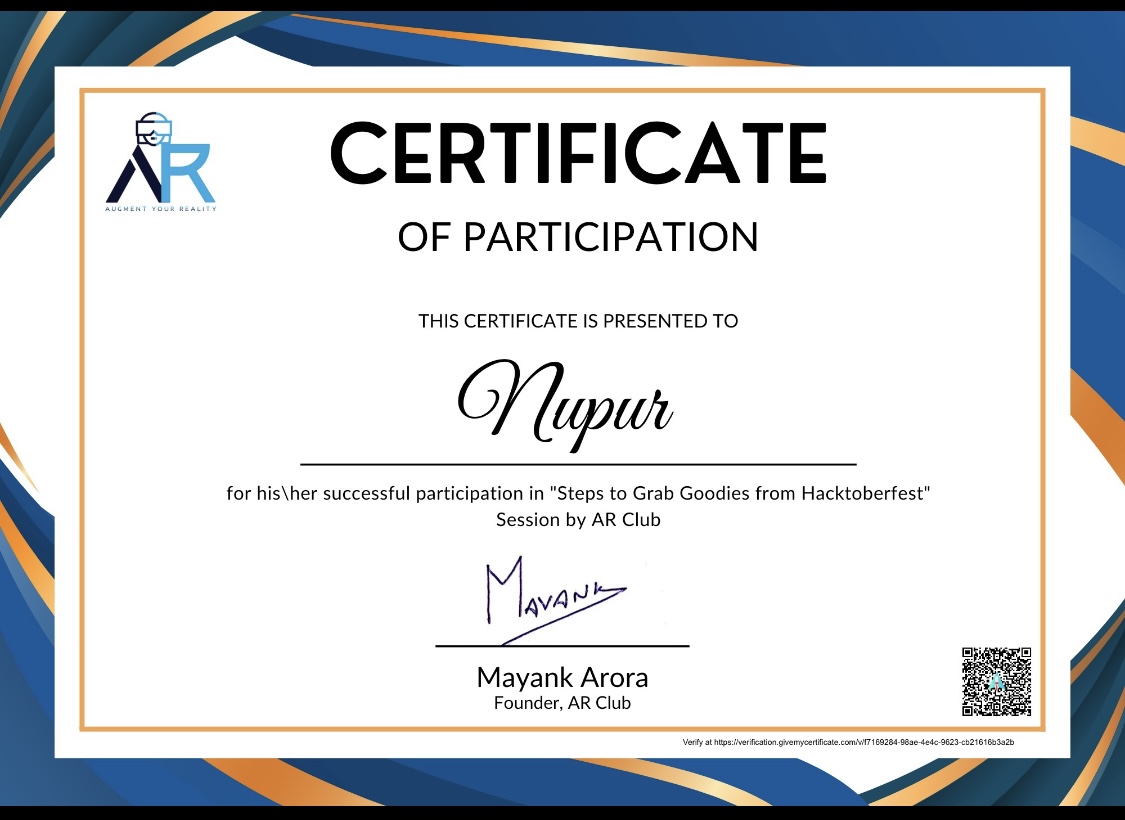 AR
AUGMENT YOUR REALITY
CERTIFICATE
OF PARTICIPATION
THIS CERTIFICATE IS PRESENTED TO
Nupur
for his\her successful participation in "Steps to Grab Goodies from Hacktoberfest"
Session by AR Club
MAYANK
Mayank Arora
Founder, AR Club
Verify at https://verification.givemycertificate.com/v/f7169284-98ae-4e4c-9623-cb21616b3a2b